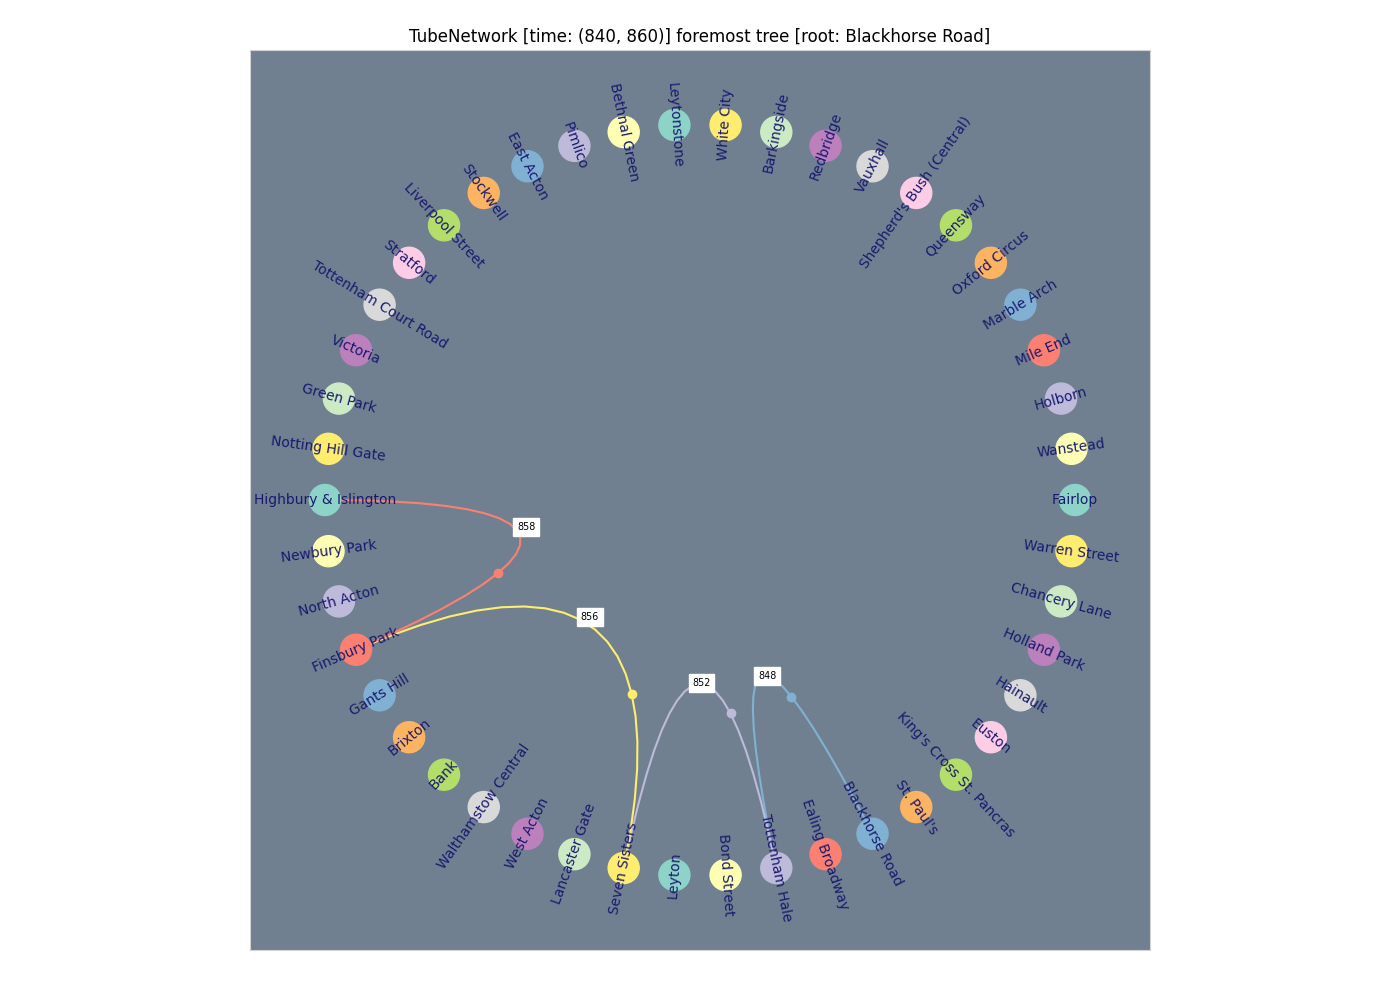 TubeNetwork [time: (840, 860)] foremost tree [root: Blackhorse Road]
Leytonstone
White City
Bethnal Green
Barkingside
Pimlico
Redbridge
East Acton
Vauxhall
Stockwell
Shepherd's Bush (Central)
Liverpool Street
Queensway
Stratford
Oxford Circus
Tottenham Court Road
Marble Arch
Victoria
Mile End
Green Park
Holborn
Notting Hill Gate
Wanstead
Highbury & Islington
Fairlop
858
Newbury Park
Warren Street
North Acton
Chancery Lane
856
Finsbury Park
Holland Park
852
848
Gants Hill
Hainault
Brixton
Euston
Bank
King's Cross St. Pancras
Walthamstow Central
St. Paul's
West Acton
Blackhorse Road
Lancaster Gate
Ealing Broadway
Seven Sisters
Tottenham Hale
Leyton
Bond Street